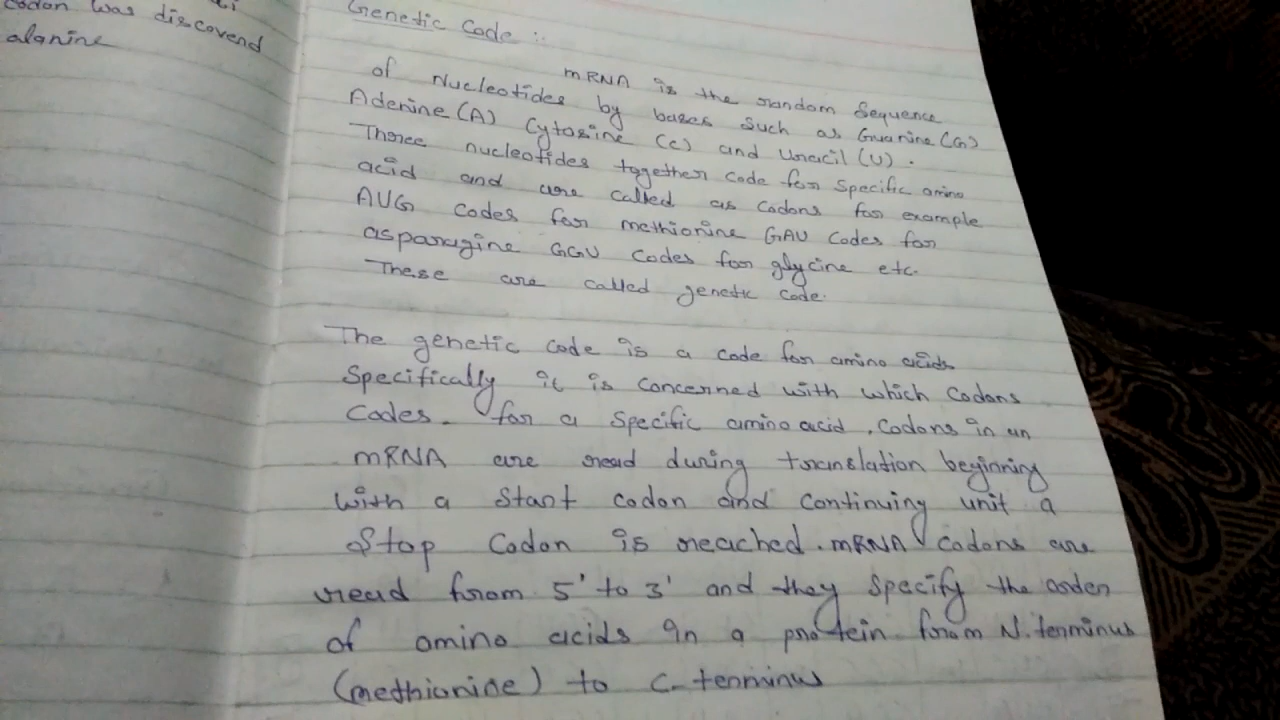 codon was discoverd
alanine
Genetic Code :-
mRNA is the random Sequence
of Nucleotides by bases such as Guanine (G)
Adenine (A) Cytosine (c) and Uracil (U).
Three nucleotides together code for specific amino
acid and are called as codons for example
AUG codes for methionine GAU codes for
asparagine GGU codes for glycine etc.
These are called genetic code.
The genetic code is a code for amino acids
Specifically it is concerned with which codons
Codes. for a specific amino acid. Codons in an
mRNA are read during translation beginning
with a start codon and continuing unit a
Stop Codon is reached. mRNA codons are
read from 5' to 3' and they specify the order
of amino acids in a protein from N. terminus
(methionine) to c-terminus